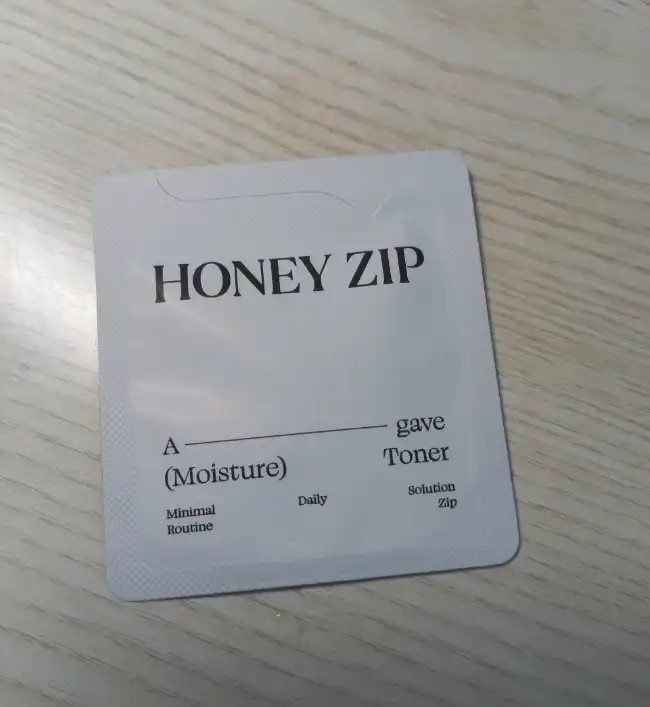 HONEY ZIP
A gave
(Moisture) Toner
Minimal Daily Solution
Routine Zip